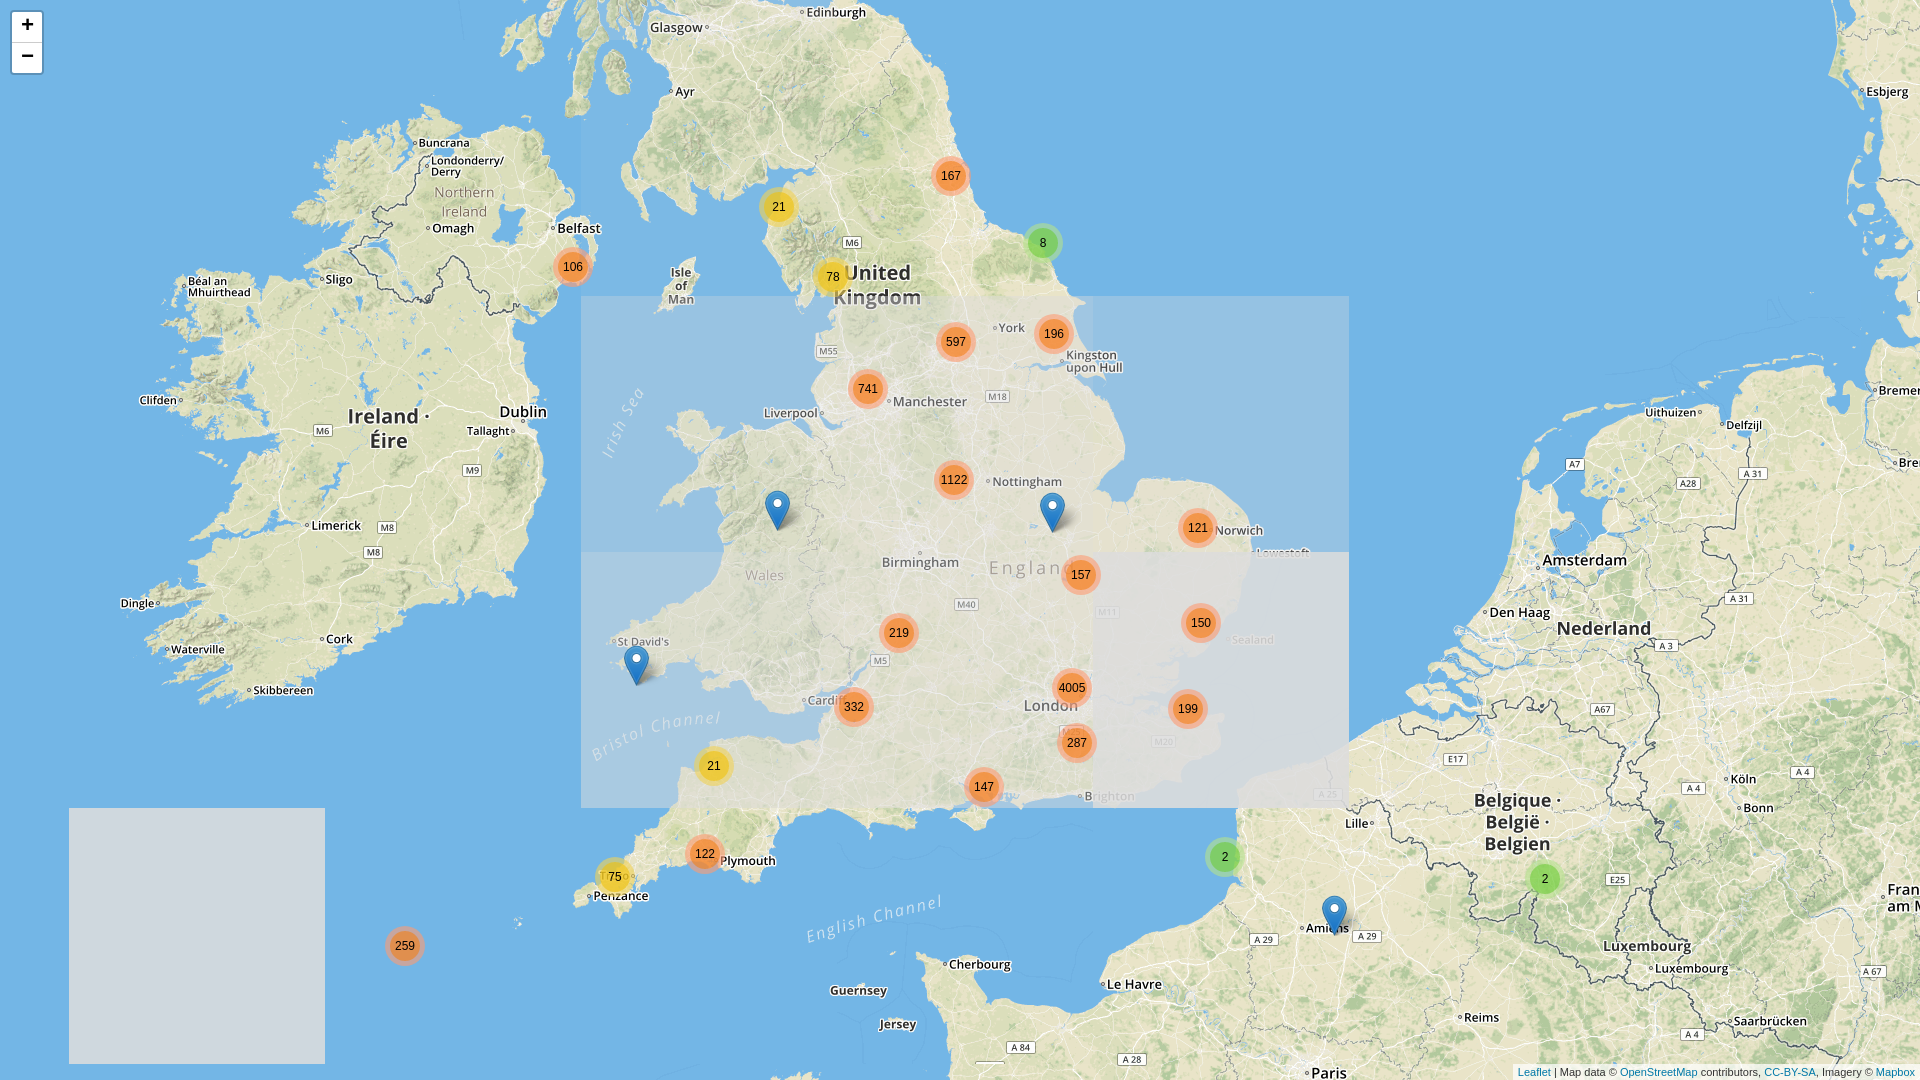 +
−
Edinburgh
Glasgow
Ayr
Esbjerg
Buncrana
Londonderry/
Derry
Northern
Ireland
Omagh
Belfast
167
21
M6
8
106
78
United
Kingdom
Isle
of
Man
Sligo
Béal an
Mhuirthead
York
597
196
M55
Kingston
upon Hull
741
Manchester
M18
Liverpool
Clifden
Ireland ·
Éire
Dublin
Tallaght
M6
M9
Irish Sea
Uithuizen
Delfzijl
A7
A 31
A28
1122
Nottingham
Limerick
M8
M8
121
Norwich
Lowestoft
Birmingham
Wales
157
Amsterdam
A 31
Dingle
M40
M11
Den Haag
Nederland
Cork
Waterville
St David's
219
150
Sealand
A 3
M5
Skibbereen
4005
London
199
332
A67
Bristol Channel
287
M20
E17
21
147
Brighton
A 25
Köln
A 4
A 4
Bonn
Belgique ·
België ·
Belgien
Lille
122
Plymouth
2
75
Penzance
2
E25
English Channel
259
Amiens
A 29
A 29
Luxembourg
Luxembourg
A 67
Cherbourg
Le Havre
Guernsey
Jersey
Reims
Saarbrücken
A 4
A 84
A 28
Paris
Leaflet | Map data © OpenStreetMap contributors, CC-BY-SA, Imagery © Mapbox